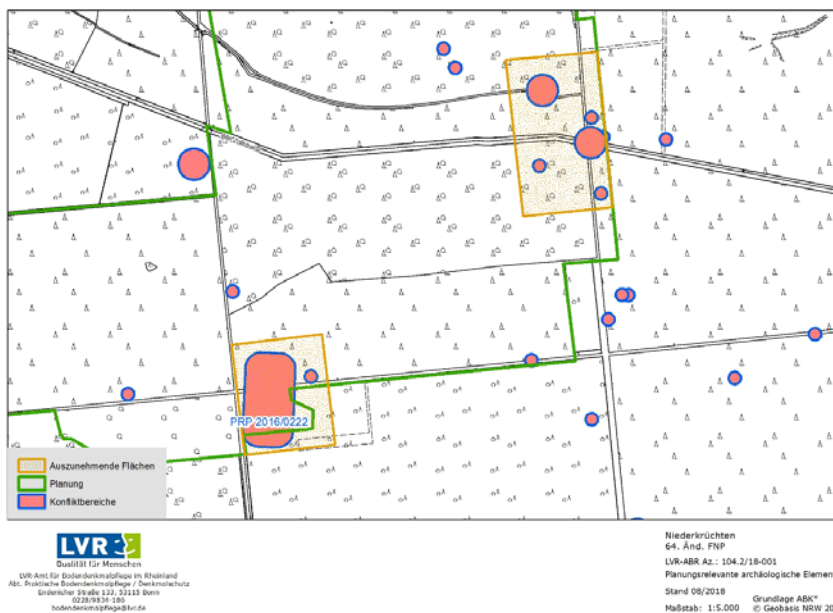 PRP 2016/0222
Auszunehmende Flächen
Planung
Konfliktbereiche
LVR
Qualität für Menschen
LVR-Amt für Bodendenkmalpflege im Rheinland
Abt. Praktische Bodendenkmalpflege / Denkmalschutz
Endenicher Straße 133, 53115 Bonn
0228/9834-186
bodendenkmalpflege@lvr.de
Niederkrüchten
64. Änd. FNP
LVR-ABR Az.: 104.2/18-001
Planungsrelevante archäologische Elemen
Stand 08/2018
Grundlage ABK*
Maßstab: 1:5.000
© Geobasis NRW 20